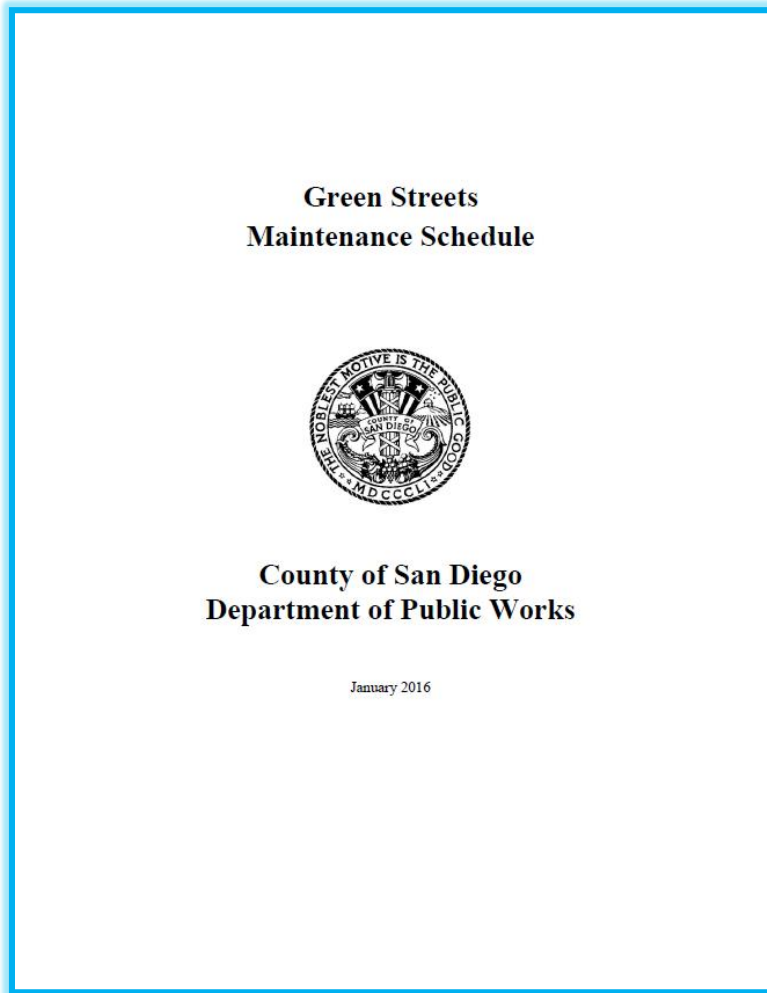 Green Streets
Maintenance Schedule
THE NOBLEST MOTIVE IS THE PUBLIC GOOD
COUNTY OF
SAN DIEGO
MDCCCLI
County of San Diego
Department of Public Works
January 2016